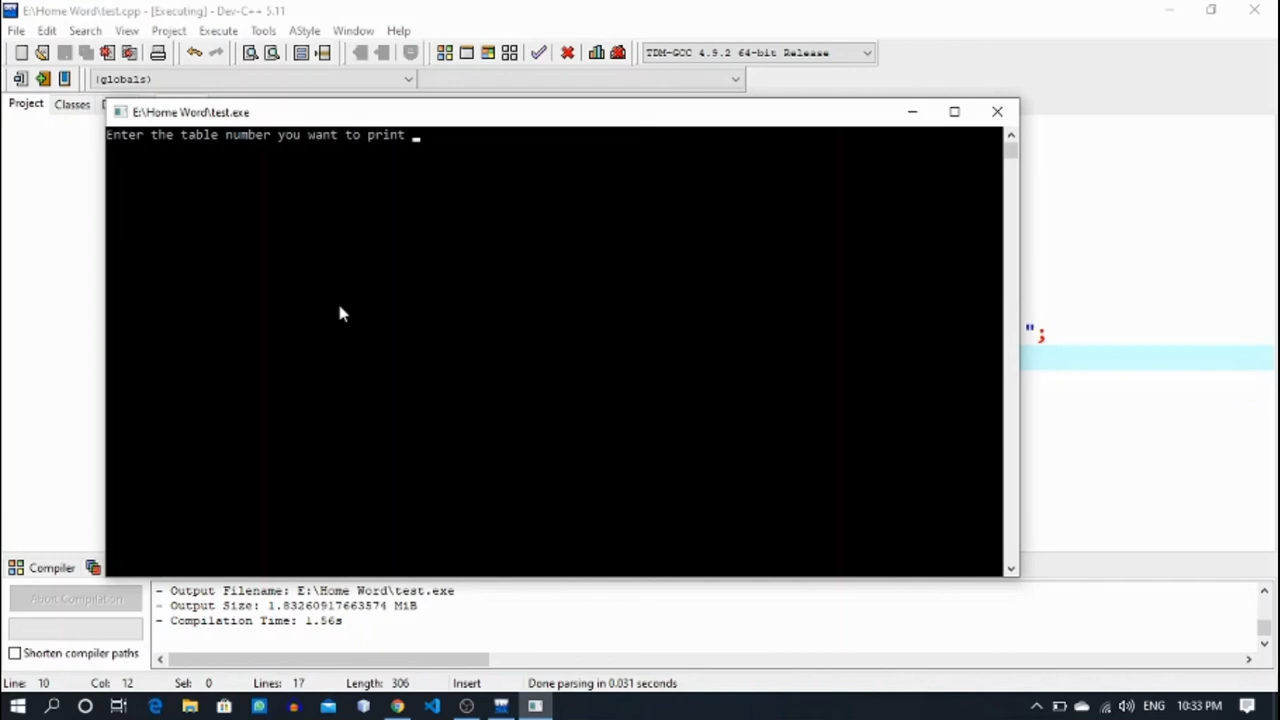 E:\Home Word\test.cpp - [Executing] - Dev-C++ 5.11
File Edit Search View Project Execute Tools AStyle Window Help
TDM-GCC 4.9.2 64-bit Release
(globals)
Project Classes D
E:\Home Word\test.exe
Enter the table number you want to print _
";
Compiler
Abort Compilation
- Output Filename: E:\Home Word\test.exe
- Output Size: 1.83260917663574 MiB
- Compilation Time: 1.56s
Shorten compiler paths
Line: 10 Col: 12 Sel: 0 Lines: 17 Length: 306 Insert Done parsing in 0.031 seconds
ENG 10:33 PM